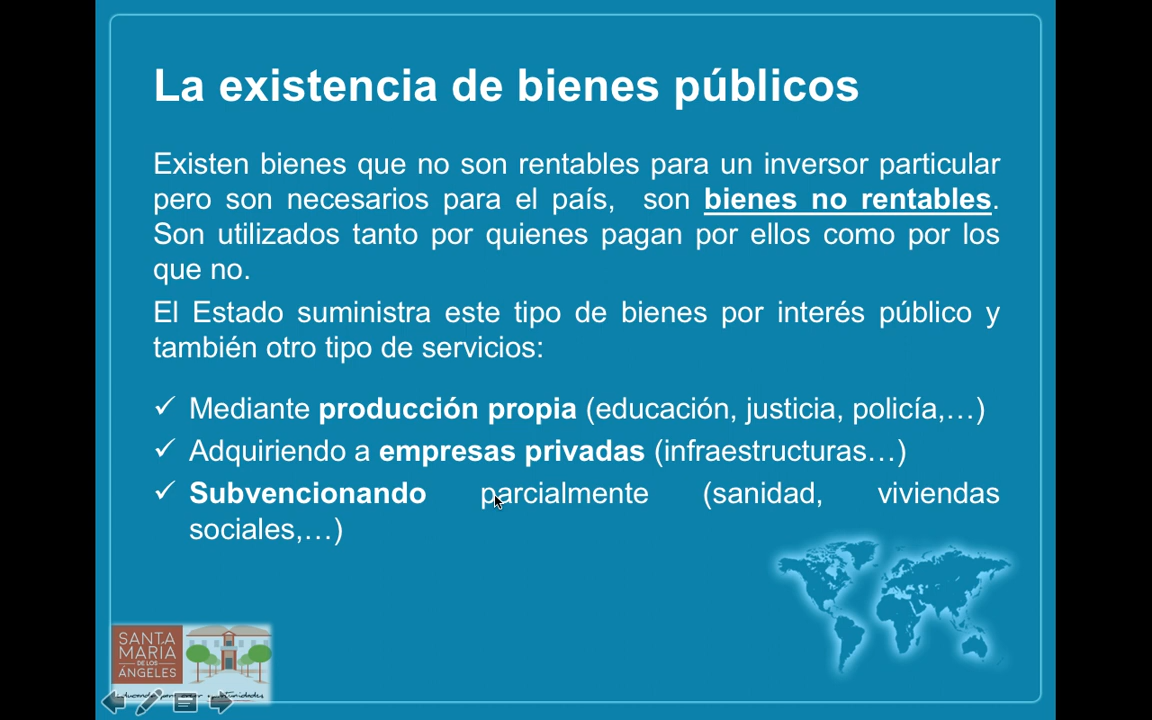 La existencia de bienes públicos
Existen bienes que no son rentables para un inversor particular
pero son necesarios para el país, son bienes no rentables.
Son utilizados tanto por quienes pagan por ellos como por los
que no.
El Estado suministra este tipo de bienes por interés público y
también otro tipo de servicios:
✓ Mediante producción propia (educación, justicia, policía,…)
✓ Adquiriendo a empresas privadas (infraestructuras…)
✓ Subvencionando parcialmente (sanidad, viviendas
sociales,…)
SANTA
MARÍA
DE LOS
ÁNGELES